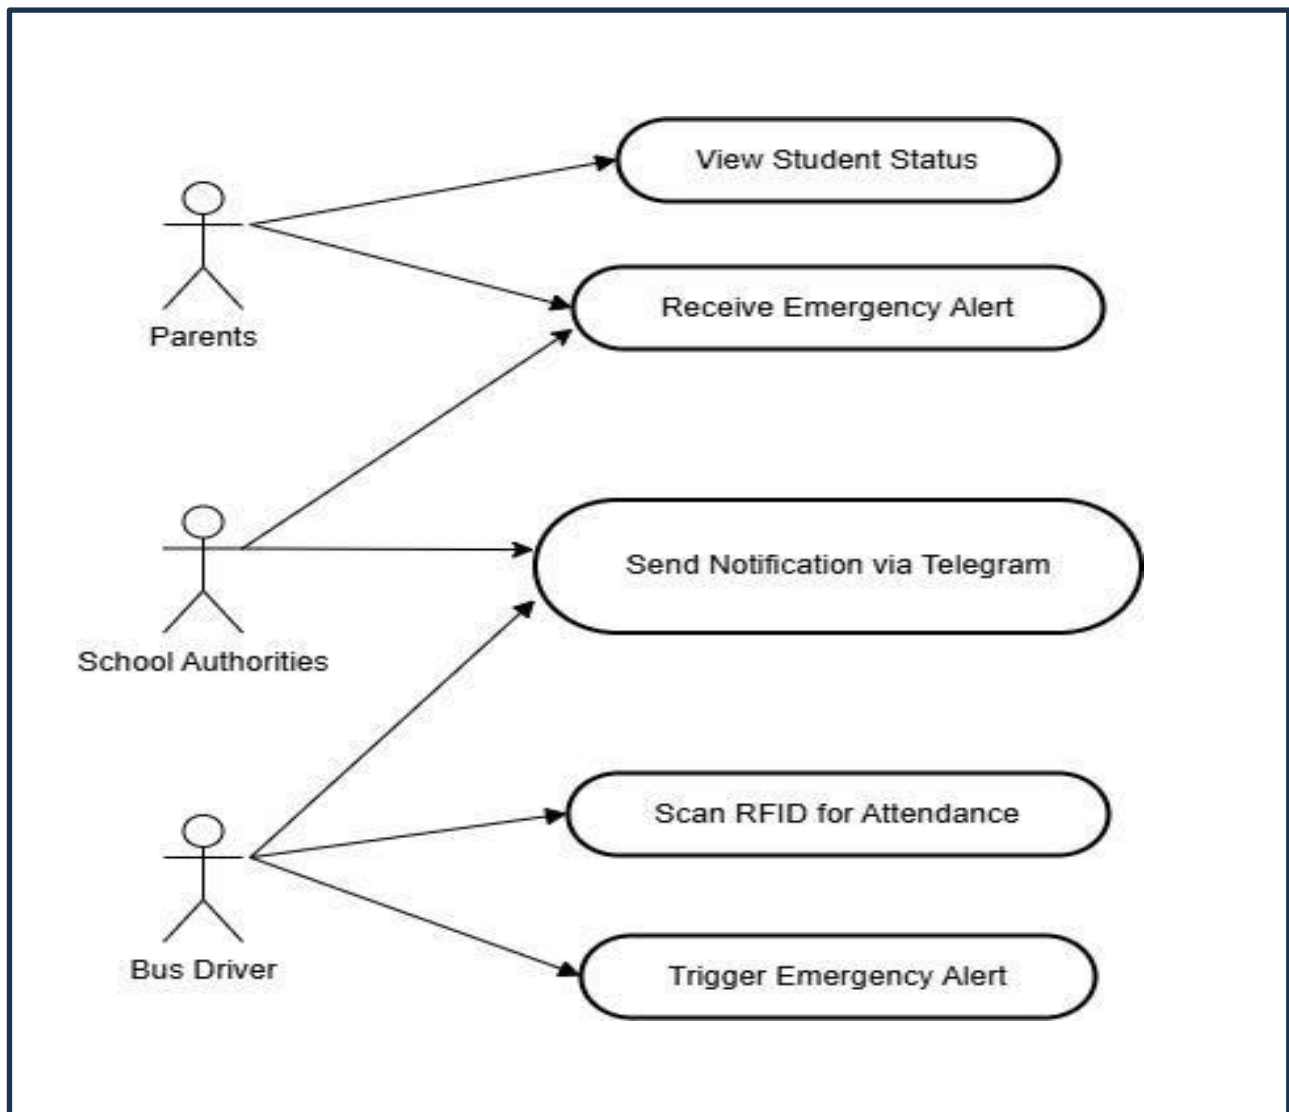 View Student Status
Receive Emergency Alert
Parents
Send Notification via Telegram
School Authorities
Scan RFID for Attendance
Bus Driver
Trigger Emergency Alert